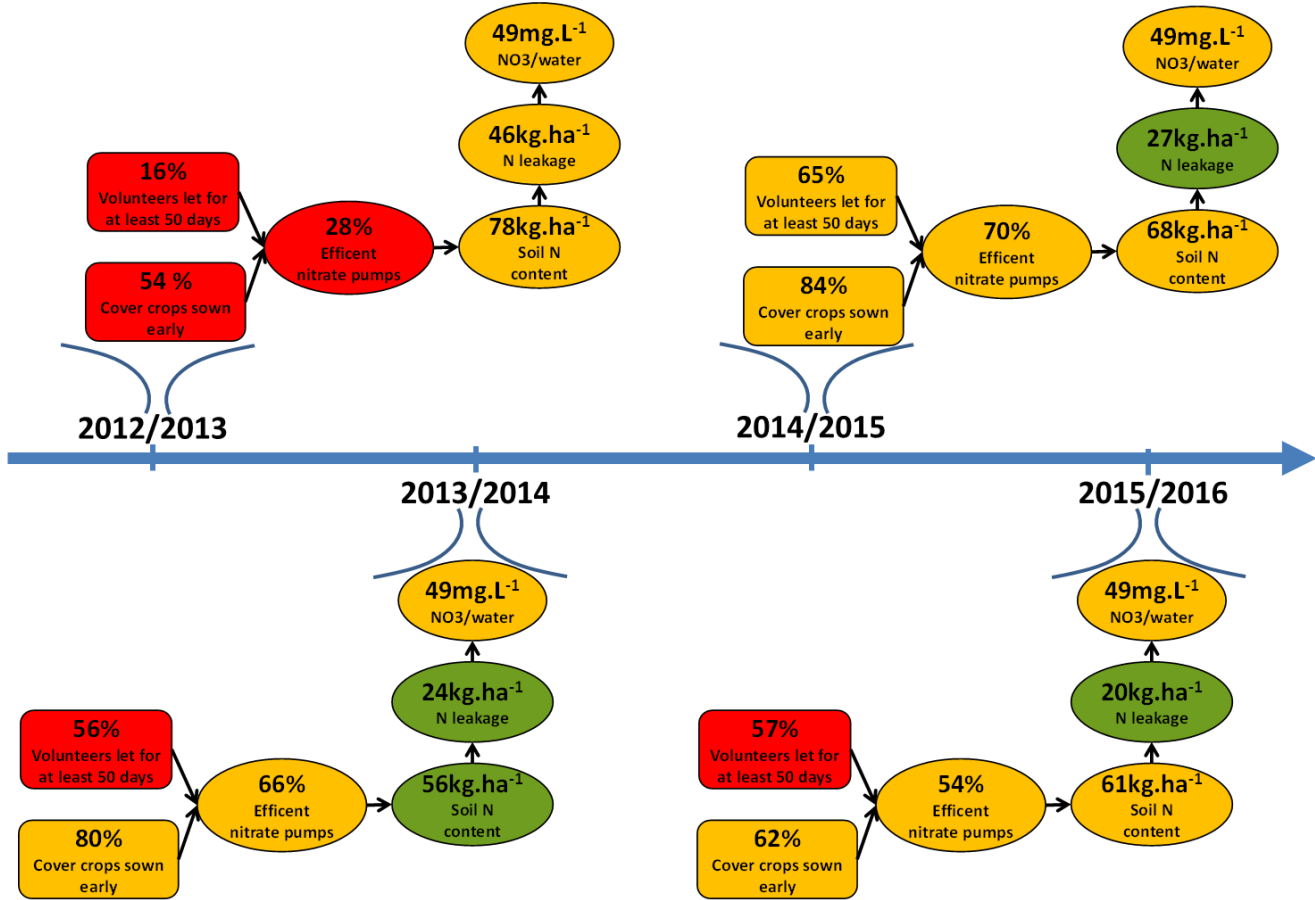 49mg.L⁻¹
NO3/water
46kg.ha⁻¹
N leakage
16%
Volunteers let for
at least 50 days
28%
Efficent
nitrate pumps
78kg.ha⁻¹
Soil N
content
54 %
Cover crops sown
early
2012/2013
49mg.L⁻¹
NO3/water
27kg.ha⁻¹
N leakage
65%
Volunteers let for
at least 50 days
70%
Efficent
nitrate pumps
68kg.ha⁻¹
Soil N
content
84%
Cover crops sown
early
2014/2015
2013/2014
49mg.L⁻¹
NO3/water
24kg.ha⁻¹
N leakage
56%
Volunteers let for
at least 50 days
66%
Efficent
nitrate pumps
56kg.ha⁻¹
Soil N
content
80%
Cover crops sown
early
2015/2016
49mg.L⁻¹
NO3/water
20kg.ha⁻¹
N leakage
57%
Volunteers let for
at least 50 days
54%
Efficent
nitrate pumps
61kg.ha⁻¹
Soil N
content
62%
Cover crops sown
early